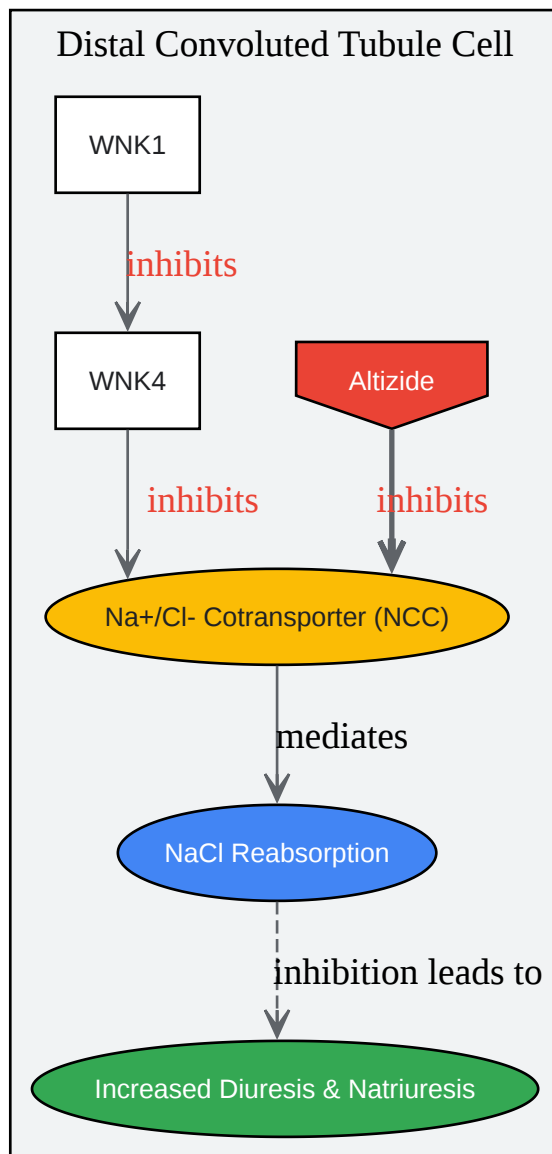 Distal Convoluted Tubule Cell
WNK1
inhibits
WNK4
Altizide
inhibits
inhibits
Na+/Cl- Cotransporter (NCC)
mediates
NaCl Reabsorption
inhibition leads to
Increased Diuresis & Natriuresis